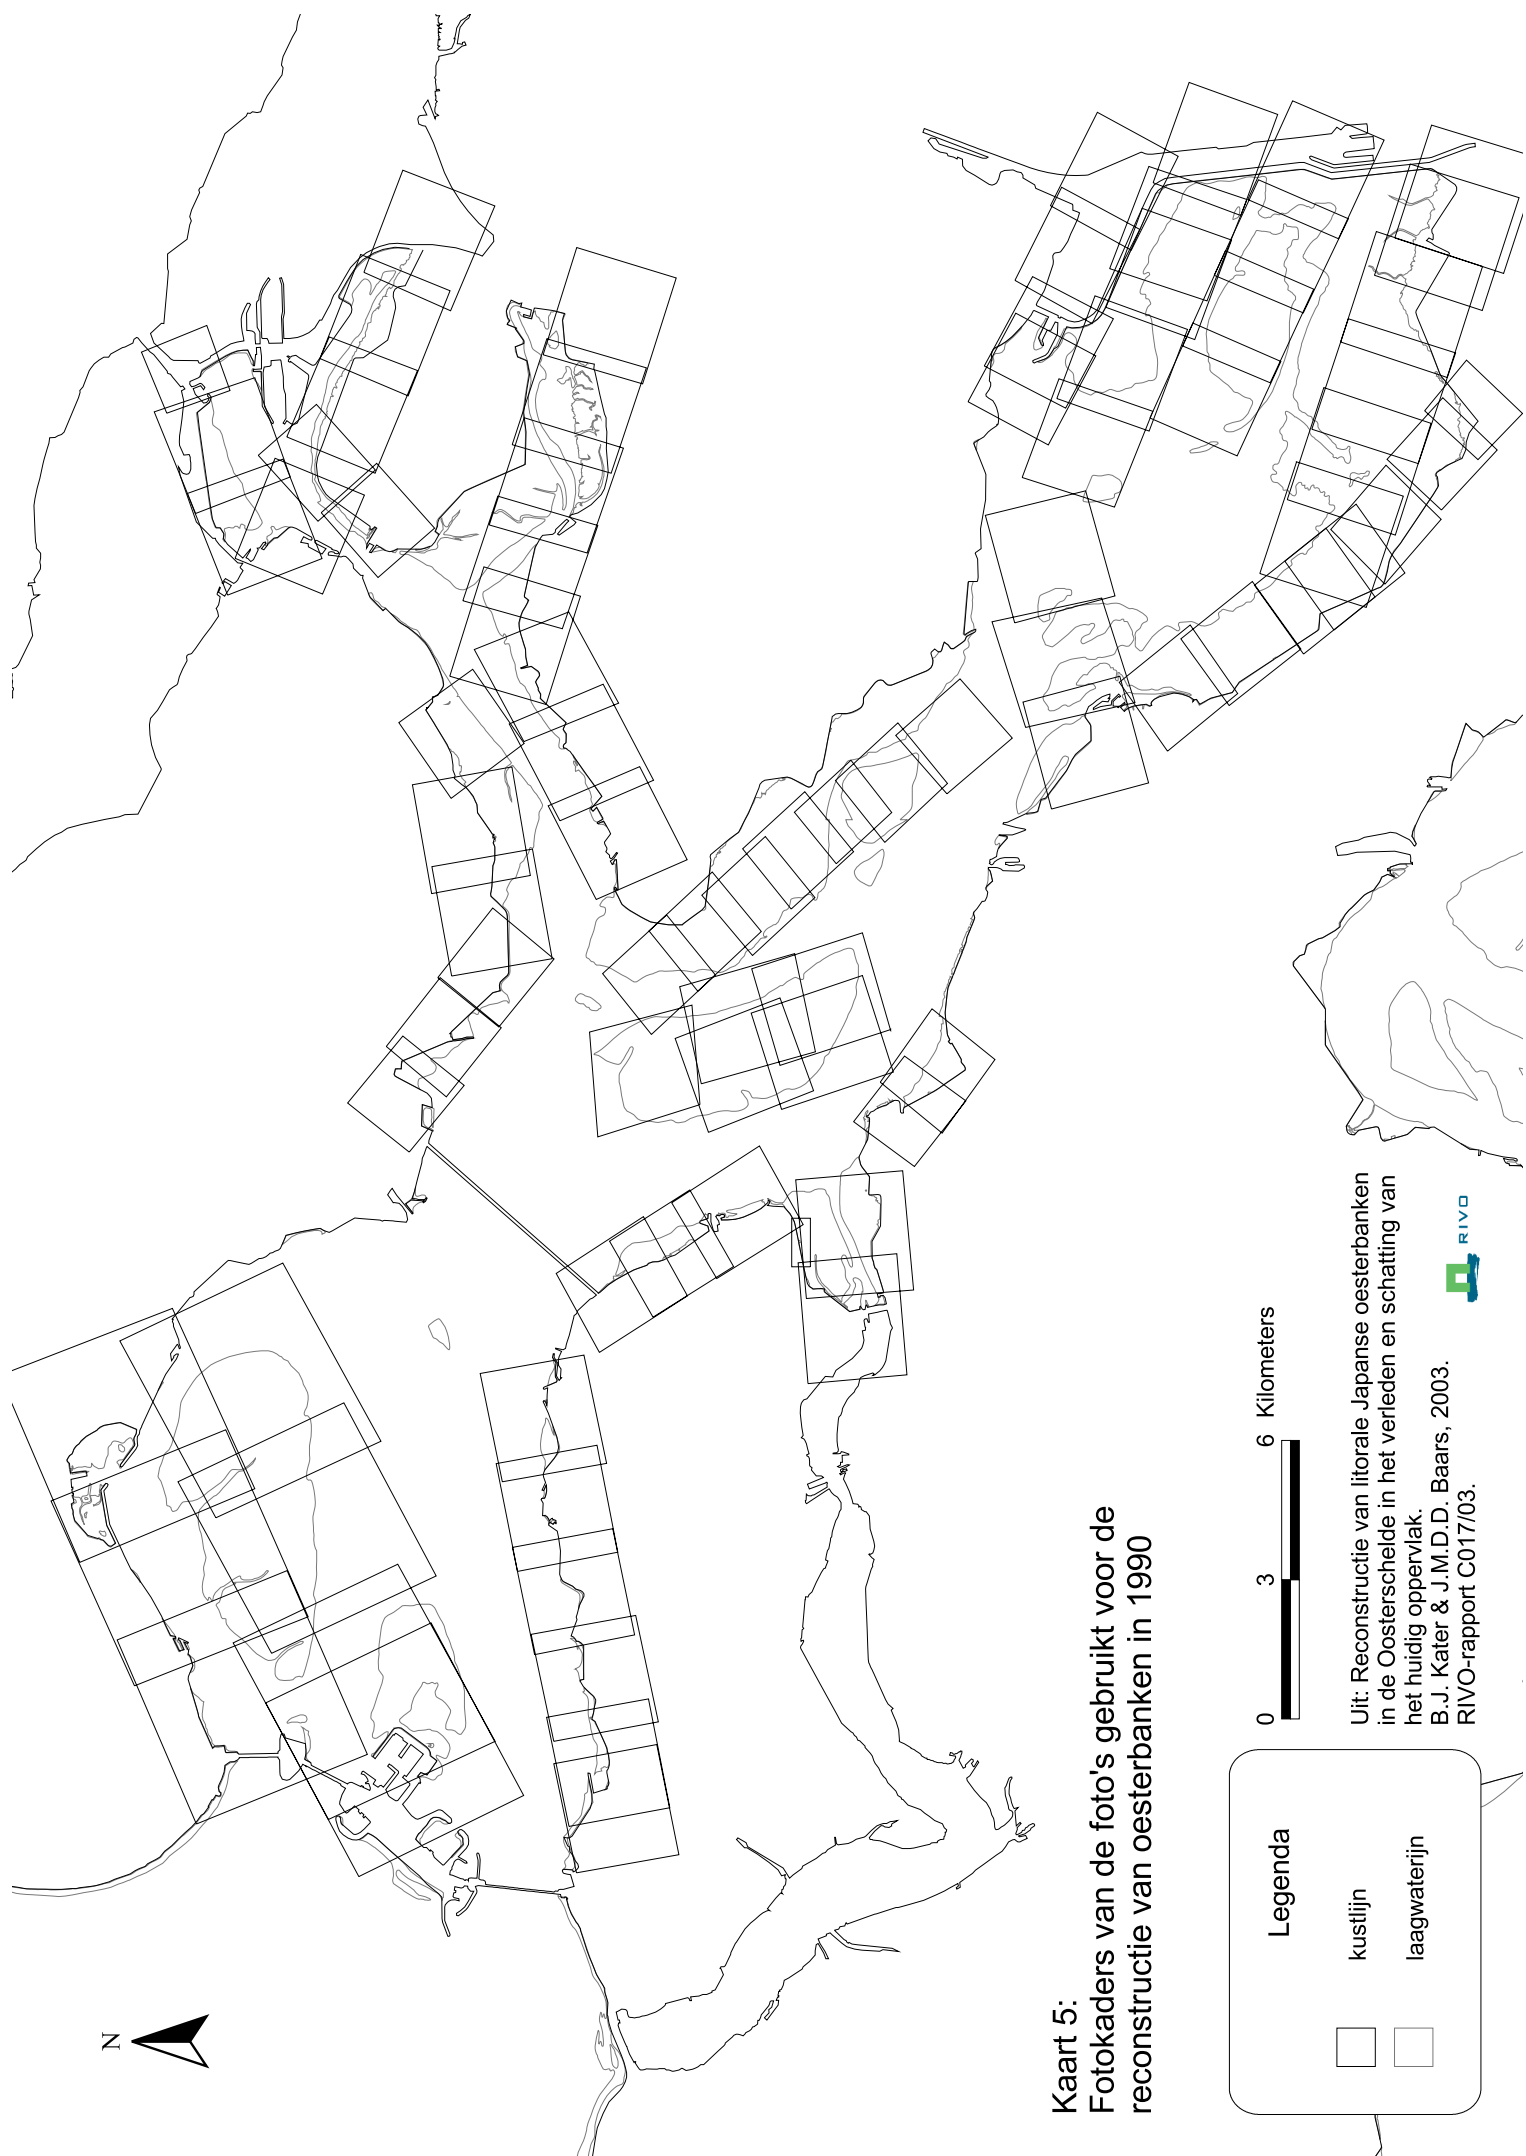 N
Kaart 5:
Fotokaders van de foto's gebruikt voor de
reconstructie van oesterbanken in 1990
Legenda
kustlijn
laagwaterijn
0 3 6 Kilometers
Uit: Reconstructie van litorale Japanse oesterbanken
in de Oosterschelde in het verleden en schatting van
het huidig oppervlak.
B.J. Kater & J.M.D.D. Baars, 2003.
RIVO-rapport C017/03.
RIVO